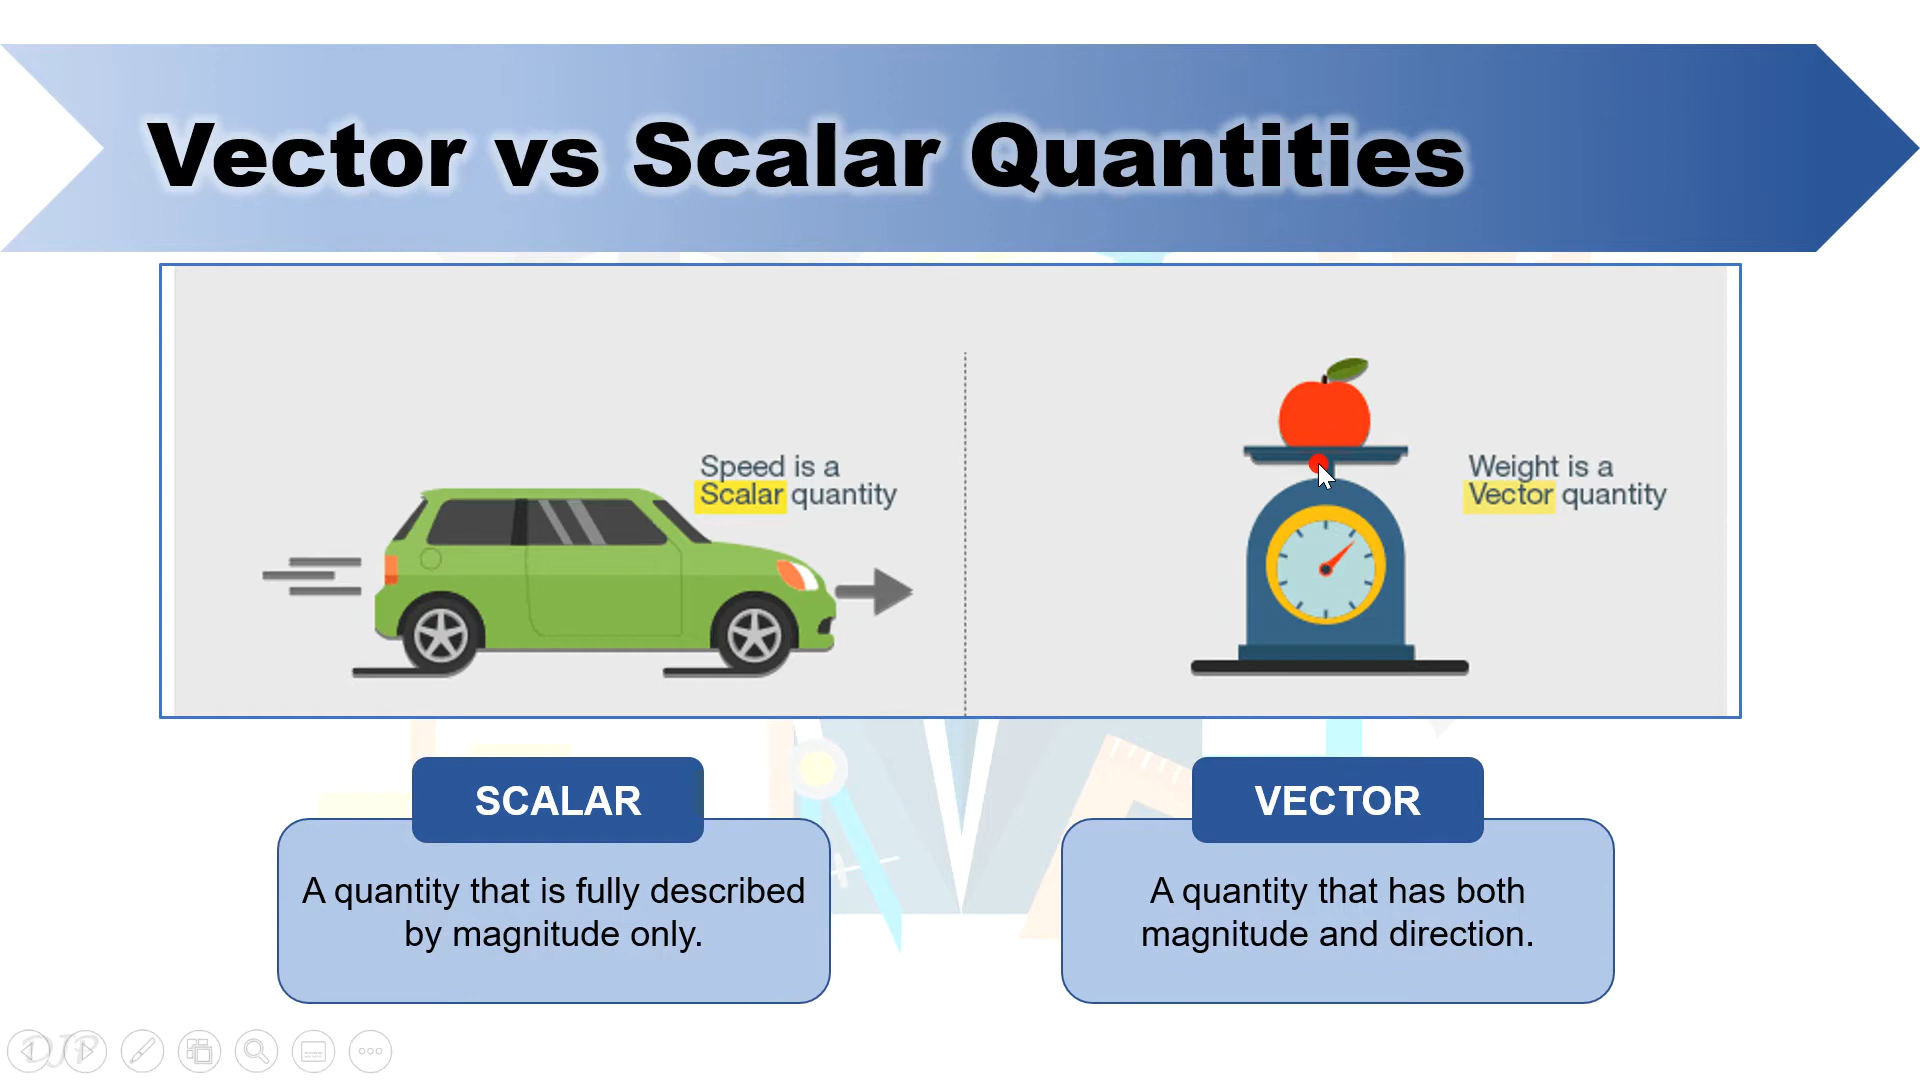 Vector vs Scalar Quantities
Speed is a
Scalar quantity
Weight is a
Vector quantity
SCALAR
A quantity that is fully described
by magnitude only.
VECTOR
A quantity that has both
magnitude and direction.
DJP